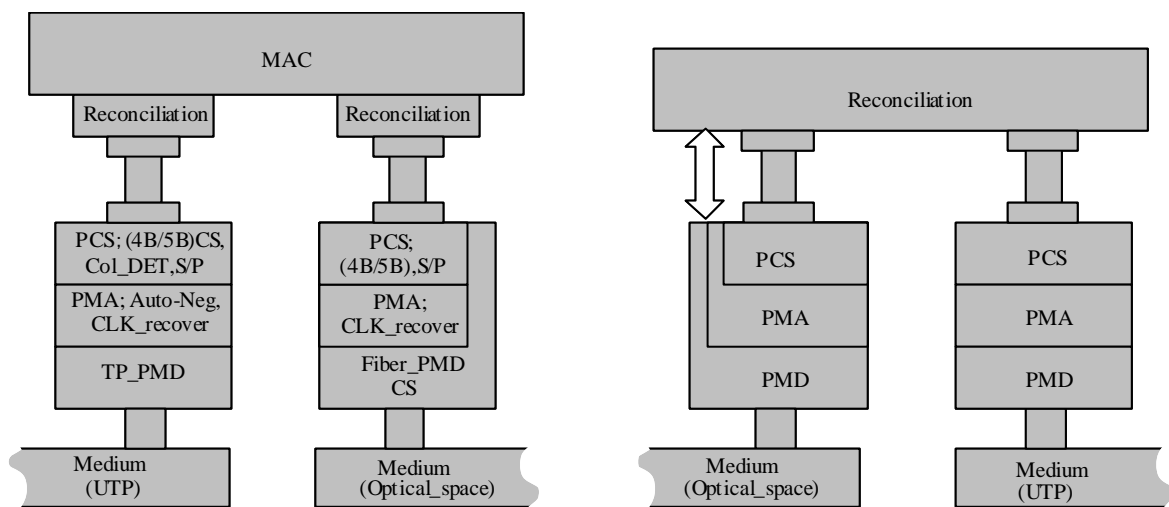 MAC
Reconciliation
Reconciliation
PCS; (4B/5B)CS,
Col_DET,S/P
PMA; Auto-Neg,
CLK_recover
TP_PMD
Medium
(UTP)
PCS;
(4B/5B),S/P
PMA;
CLK_recover
Fiber_PMD
CS
Medium
(Optical_space)
Reconciliation
PCS
PMA
PMD
Medium
(Optical_space)
PCS
PMA
PMD
Medium
(UTP)